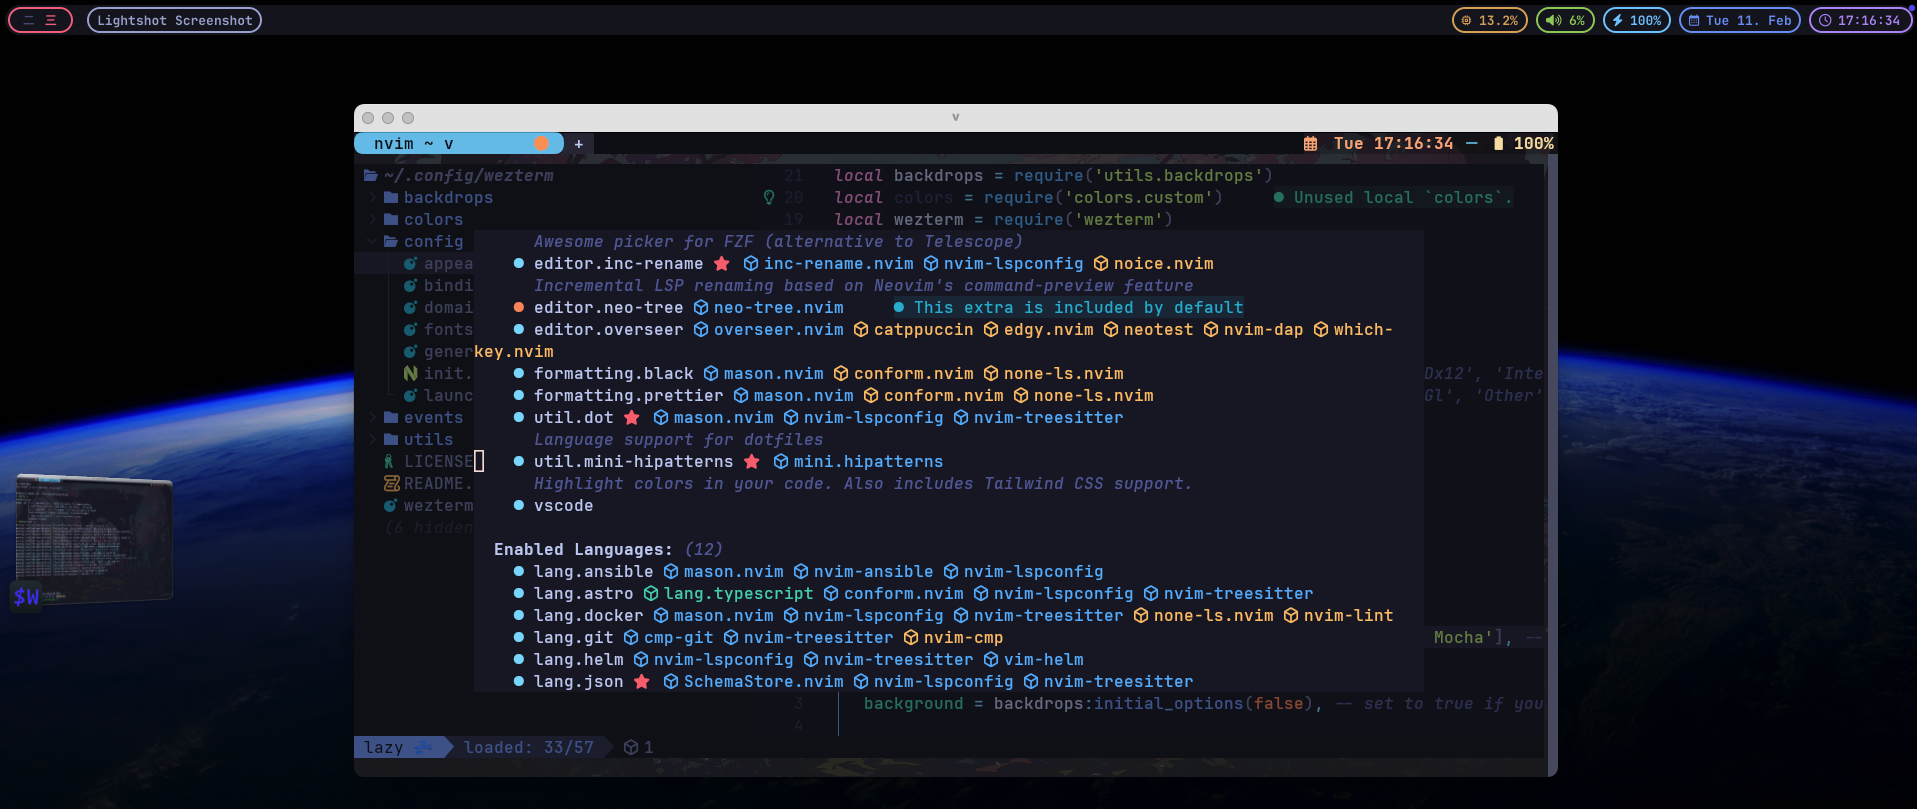 二 三 Lightshot Screenshot 13.2% 6% 100% Tue 11. Feb 17:16:34
v
nvim ~ v + Tue 17:16:34 — 100%
~/.config/wezterm 21 local backdrops = require('utils.backdrops')
backdrops 20 local colors = require('colors.custom') ● Unused local `colors`.
colors 19 local wezterm = require('wezterm')
config Awesome picker for FZF (alternative to Telescope)
appea ● editor.inc-rename ★ inc-rename.nvim nvim-lspconfig noice.nvim
bindi Incremental LSP renaming based on Neovim's command-preview feature
domai ● editor.neo-tree neo-tree.nvim ● This extra is included by default
fonts ● editor.overseer overseer.nvim catppuccin edgy.nvim neotest nvim-dap which-
gener key.nvim
init. ● formatting.black mason.nvim conform.nvim none-ls.nvim Dx12', 'Inte
launc ● formatting.prettier mason.nvim conform.nvim none-ls.nvim Gl', 'Other'
events ● util.dot ★ mason.nvim nvim-lspconfig nvim-treesitter
utils Language support for dotfiles
LICENSE ● util.mini-hipatterns ★ mini.hipatterns
README. Highlight colors in your code. Also includes Tailwind CSS support.
wezterm ● vscode
(6 hidden
Enabled Languages: (12)
● lang.ansible mason.nvim nvim-ansible nvim-lspconfig
● lang.astro lang.typescript conform.nvim nvim-lspconfig nvim-treesitter
● lang.docker mason.nvim nvim-lspconfig nvim-treesitter none-ls.nvim nvim-lint
● lang.git cmp-git nvim-treesitter nvim-cmp Mocha'], --
● lang.helm nvim-lspconfig nvim-treesitter vim-helm
● lang.json ★ SchemaStore.nvim nvim-lspconfig nvim-treesitter
3 background = backdrops:initial_options(false), -- set to true if you
4
lazy loaded: 33/57 1
$W